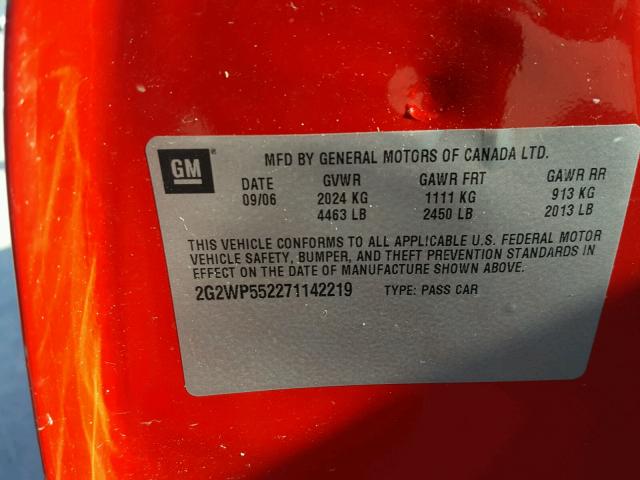 GM ® MFD BY GENERAL MOTORS OF CANADA LTD.
DATE GVWR GAWR FRT GAWR RR
09/06 2024 KG 1111 KG 913 KG
4463 LB 2450 LB 2013 LB
THIS VEHICLE CONFORMS TO ALL APPLICABLE U.S. FEDERAL MOTOR
VEHICLE SAFETY, BUMPER, AND THEFT PREVENTION STANDARDS IN
EFFECT ON THE DATE OF MANUFACTURE SHOWN ABOVE.
2G2WP552271142219 TYPE: PASS CAR